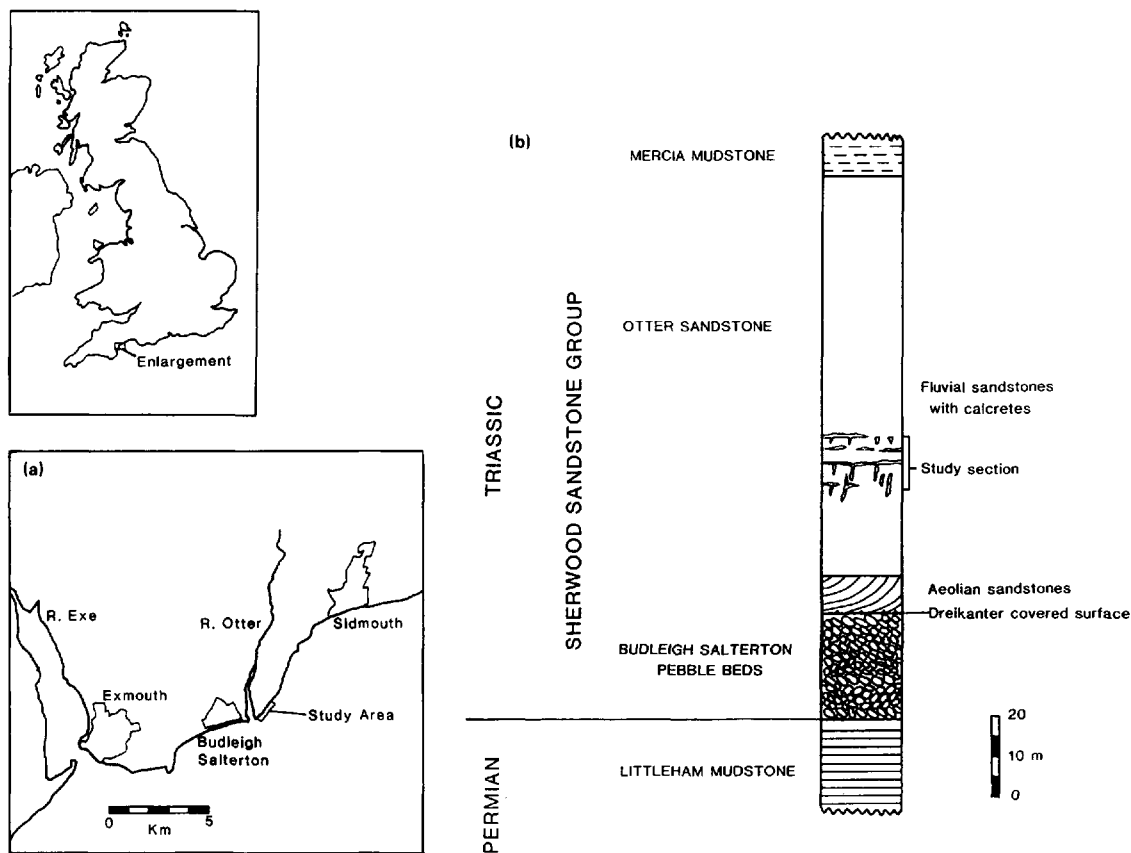 Enlargement
(a)
R. Exe
R. Otter
Sidmouth
Exmouth
Study Area
Budleigh
Salterton
0 5
Km
(b)
MERCIA MUDSTONE
OTTER SANDSTONE
TRIASSIC
SHERWOOD SANDSTONE GROUP
Fluvial sandstones
with calcretes
Study section
Aeolian sandstones
Dreikanter covered surface
BUDLEIGH SALTERTON
PEBBLE BEDS
PERMIAN
LITTLEHAM MUDSTONE
20
10 m
0